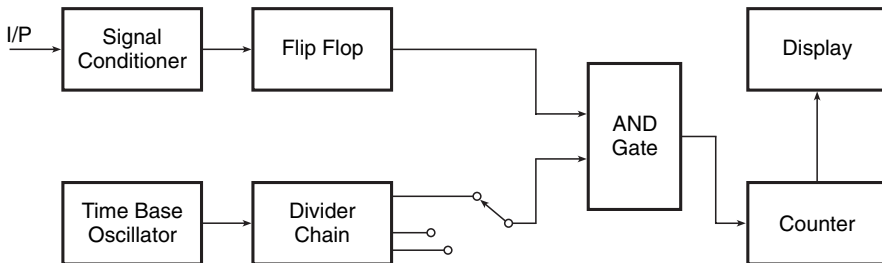 I/P
Signal
Conditioner
Flip Flop
Display
AND
Gate
Time Base
Oscillator
Divider
Chain
Counter